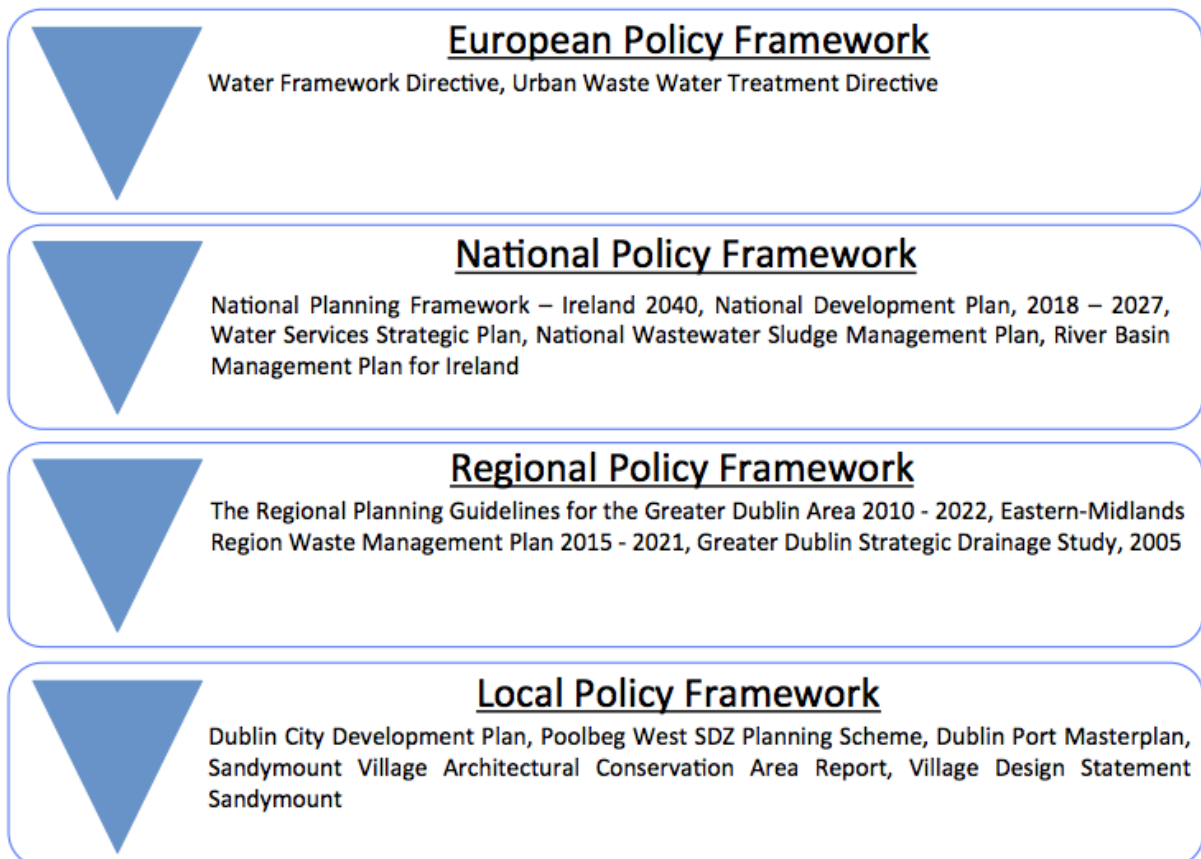 European Policy Framework
Water Framework Directive, Urban Waste Water Treatment Directive
National Policy Framework
National Planning Framework – Ireland 2040, National Development Plan, 2018 – 2027,
Water Services Strategic Plan, National Wastewater Sludge Management Plan, River Basin
Management Plan for Ireland
Regional Policy Framework
The Regional Planning Guidelines for the Greater Dublin Area 2010 - 2022, Eastern-Midlands
Region Waste Management Plan 2015 - 2021, Greater Dublin Strategic Drainage Study, 2005
Local Policy Framework
Dublin City Development Plan, Poolbeg West SDZ Planning Scheme, Dublin Port Masterplan,
Sandymount Village Architectural Conservation Area Report, Village Design Statement
Sandymount